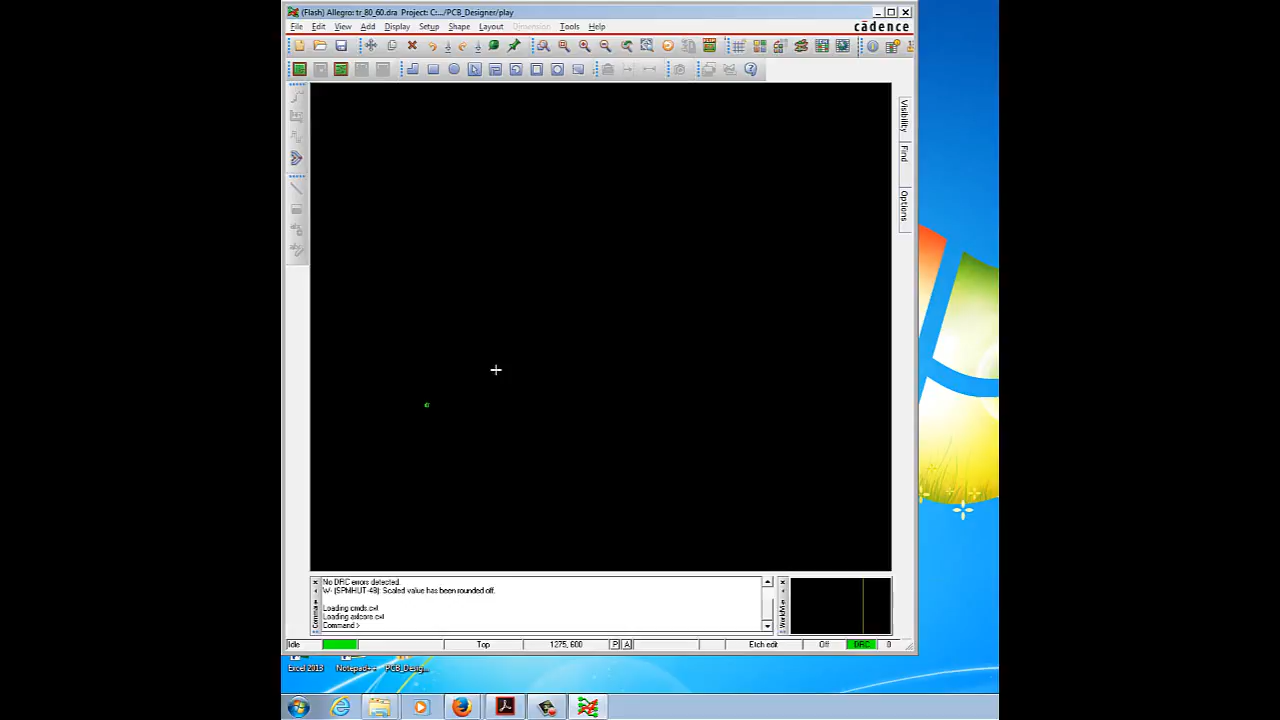 (Flash) Allegro: tr_80_60.dra Project: C:.../PCB_Designer/play
File Edit View Add Display Setup Shape Layout Dimension Tools Help
cādence
Visibility
Find
Options
No DRC errors detected.
W- (SPMHUT-48): Scaled value has been rounded off.
Loading cmds.cxl
Loading axlcore.cxl
Command >
Idle Top 1275, 600 P A Etch edit Off DRC 0
Excel 2013 Notepad++ PCB_Desig...